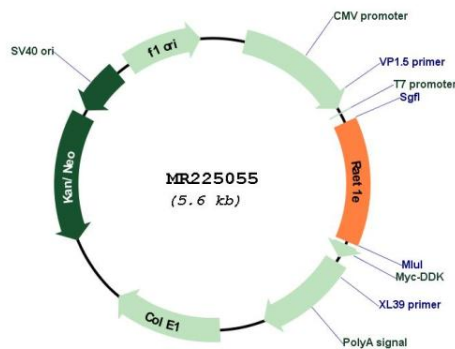 CMV promoter
VP1.5 primer
T7 promoter
SgfI
Raet 1e
MluI
Myc-DDK
XL39 primer
PolyA signal
Col E1
Kan/Neo
SV40 ori
f1 ori
MR225055
(5.6 kb)